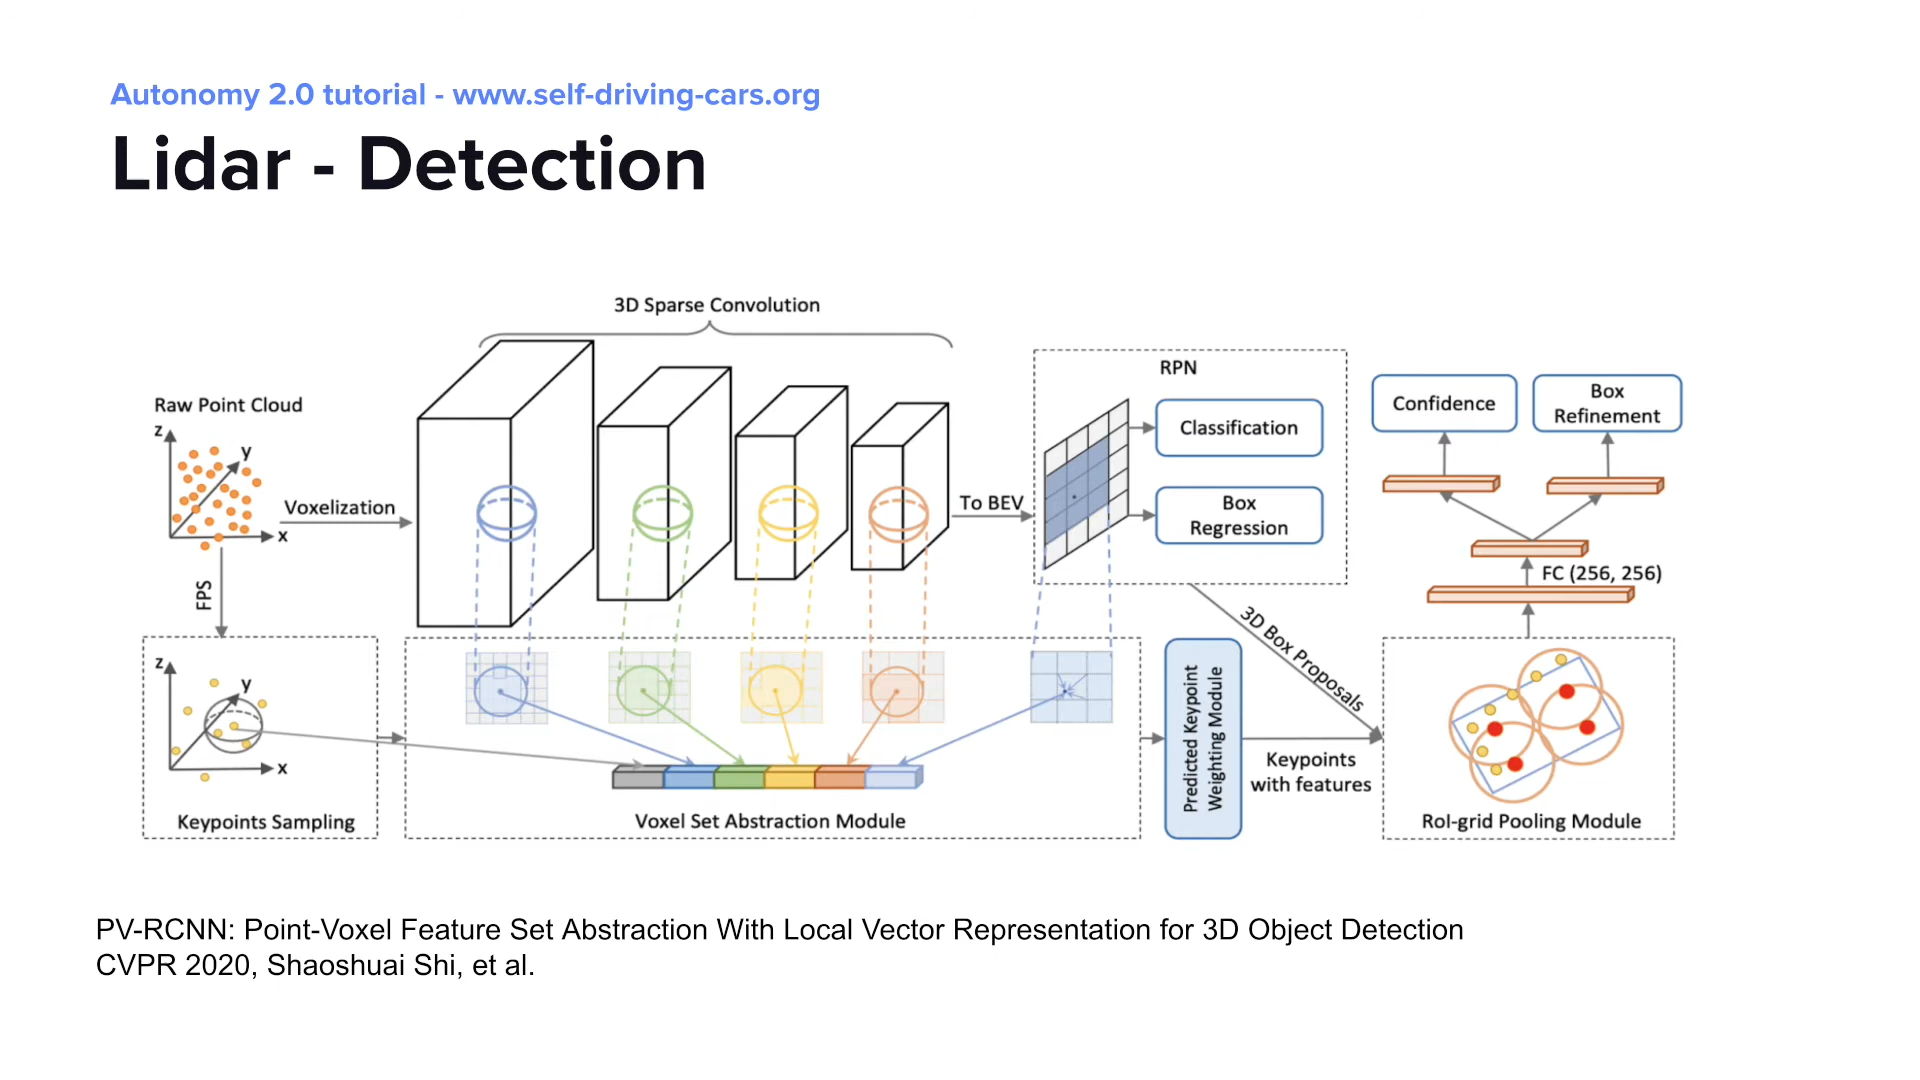 Autonomy 2.0 tutorial - www.self-driving-cars.org
Lidar - Detection
3D Sparse Convolution
Raw Point Cloud
z
y
x
Voxelization
FPS
To BEV
RPN
Classification
Box
Regression
Confidence
Box
Refinement
FC (256, 256)
3D Box Proposals
z
y
x
Keypoints Sampling
Voxel Set Abstraction Module
Predicted Keypoint
Weighting Module
Keypoints
with features
RoI-grid Pooling Module
PV-RCNN: Point-Voxel Feature Set Abstraction With Local Vector Representation for 3D Object Detection
CVPR 2020, Shaoshuai Shi, et al.